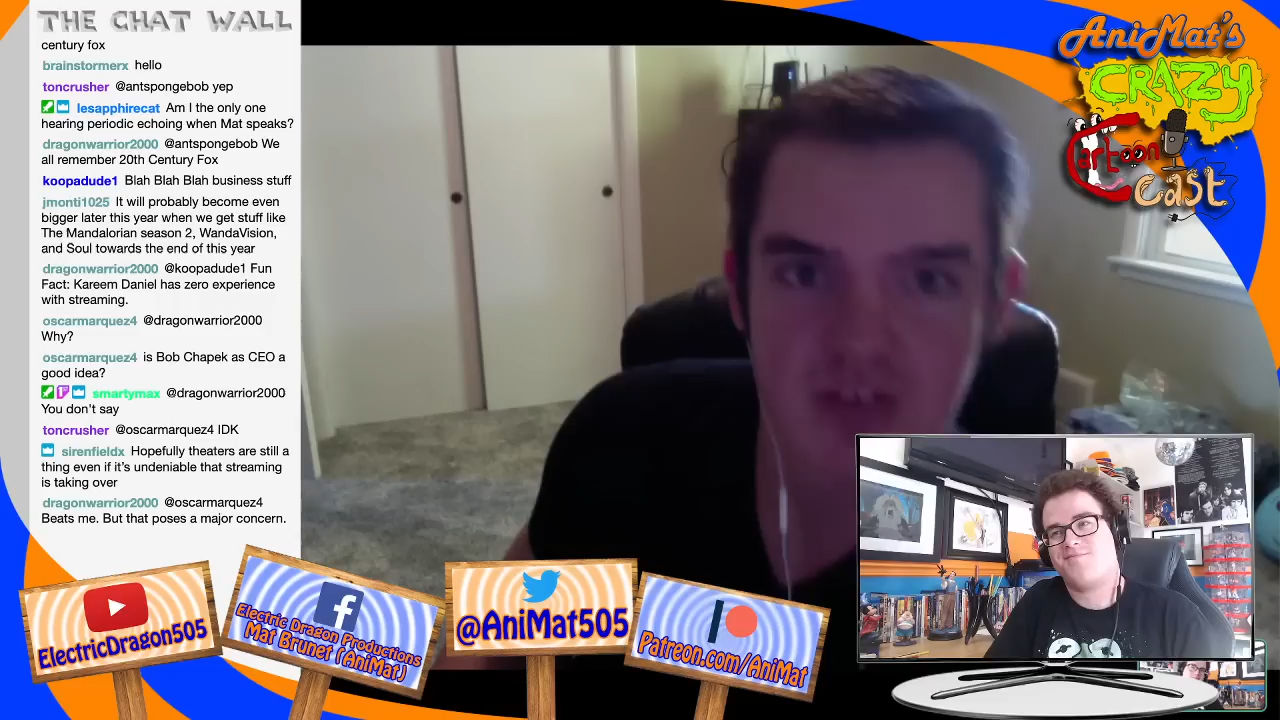 THE CHAT WALL
century fox
brainstormerx hello
toncrusher @antspongebob yep
lesapphirecat Am I the only one
hearing periodic echoing when Mat speaks?
dragonwarrior2000 @antspongebob We
all remember 20th Century Fox
koopadude1 Blah Blah Blah business stuff
jmonti1025 It will probably become even
bigger later this year when we get stuff like
The Mandalorian season 2, WandaVision,
and Soul towards the end of this year
dragonwarrior2000 @koopadude1 Fun
Fact: Kareem Daniel has zero experience
with streaming.
oscarmarquez4 @dragonwarrior2000
Why?
oscarmarquez4 is Bob Chapek as CEO a
good idea?
smartymax @dragonwarrior2000
You don't say
toncrusher @oscarmarquez4 IDK
sirenfieldx Hopefully theaters are still a
thing even if it's undeniable that streaming
is taking over
dragonwarrior2000 @oscarmarquez4
Beats me. But that poses a major concern.
AniMat's
CRAZY
Cartoon
Cast
ElectricDragon505
Electric Dragon Productions
Mat Brunet (AniMat)
@AniMat505
Patreon.com/AniMat